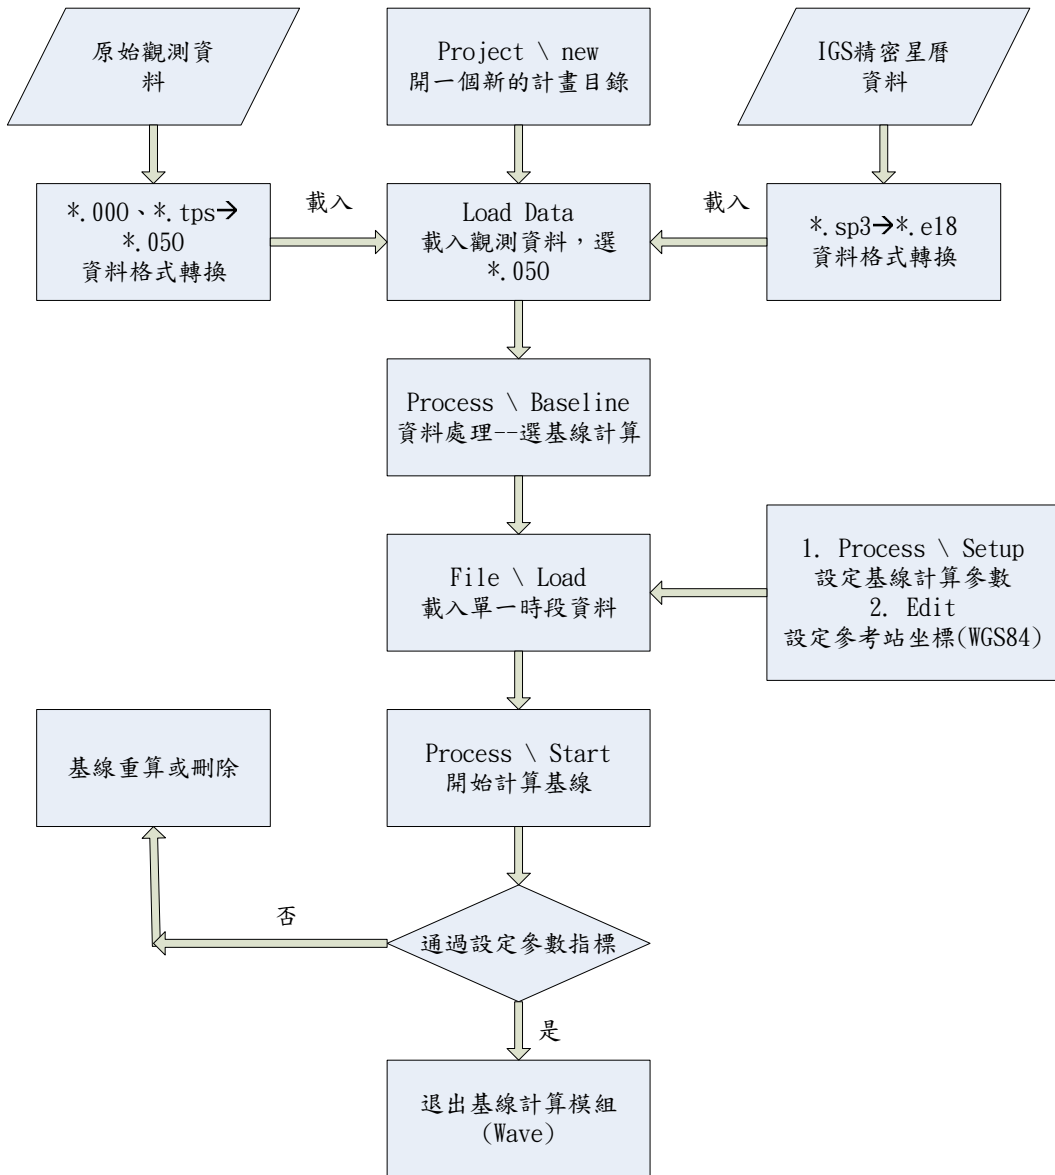 原始觀測資
料
Project \ new
開一個新的計畫目錄
IGS精密星曆
資料
*.000、*.tps→
*.050
資料格式轉換
載入
Load Data
載入觀測資料，選
*.050
載入
*.sp3→*.e18
資料格式轉換
Process \ Baseline
資料處理--選基線計算
File \ Load
載入單一時段資料
1. Process \ Setup
設定基線計算參數
2. Edit
設定參考站坐標(WGS84)
基線重算或刪除
Process \ Start
開始計算基線
否
通過設定參數指標
是
退出基線計算模組
(Wave)